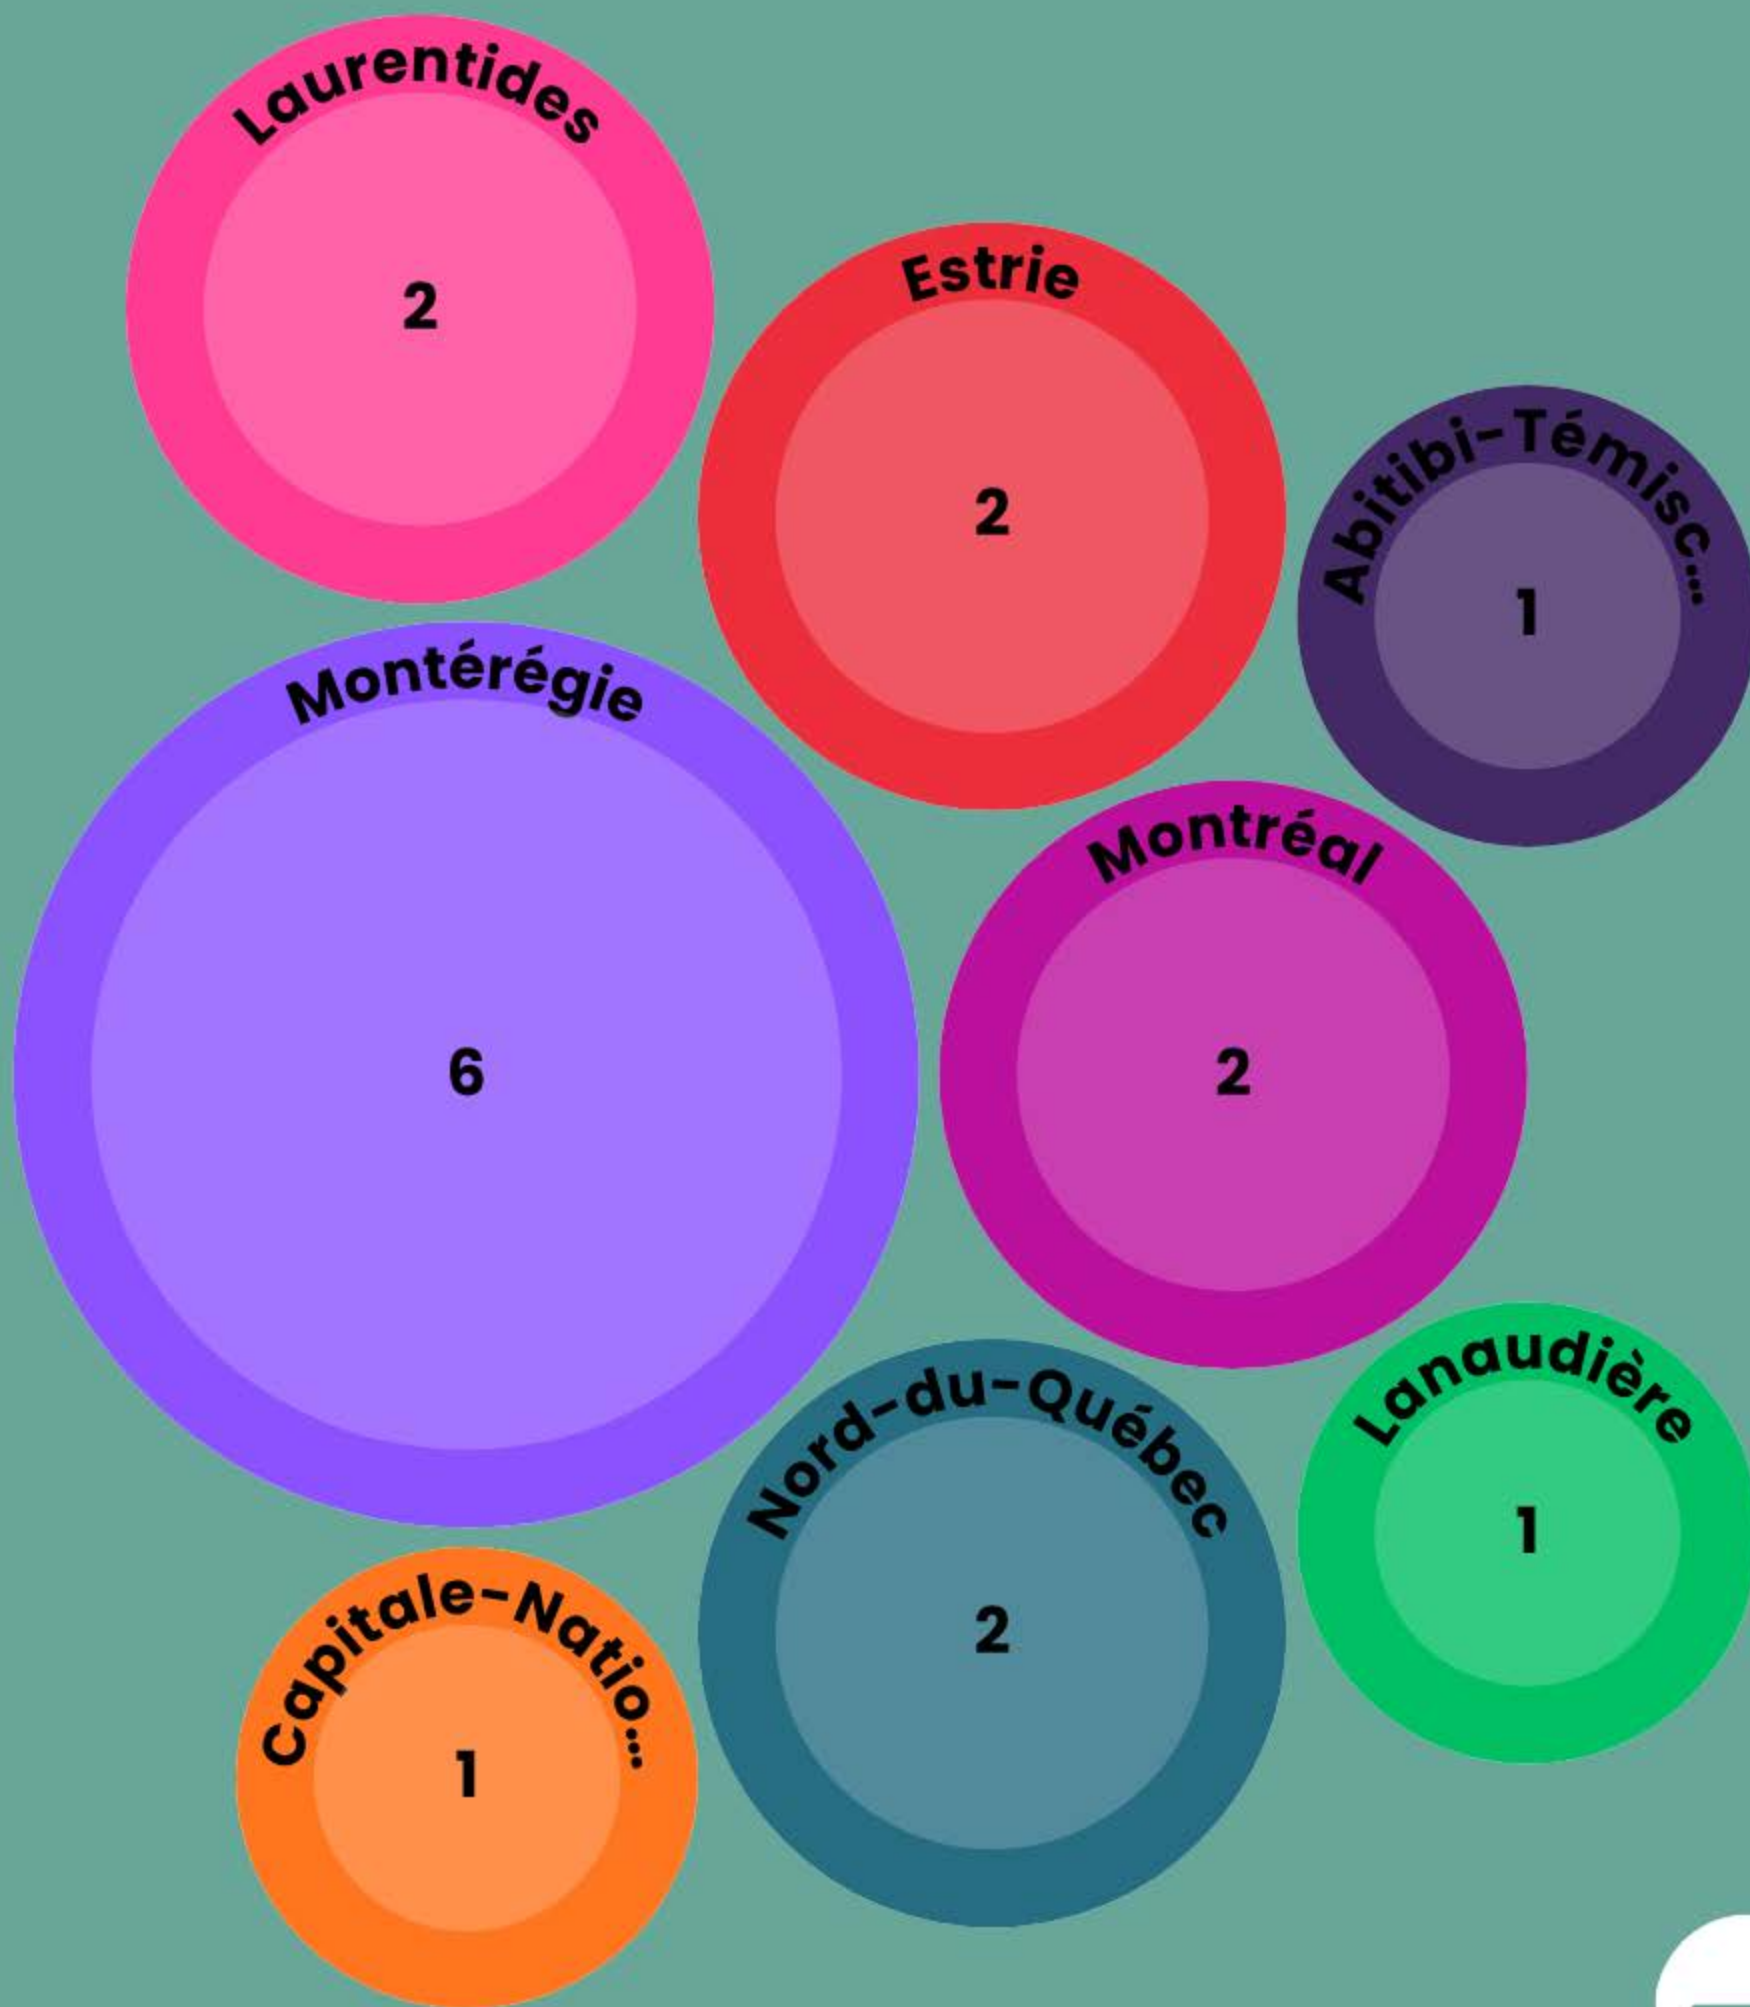 Laurentides
2
Estrie
2
Abitibi-Témisc...
1
Montérégie
6
Montréal
2
Nord-du-Québec
2
Lanaudière
1
Capitale-Natio...
1